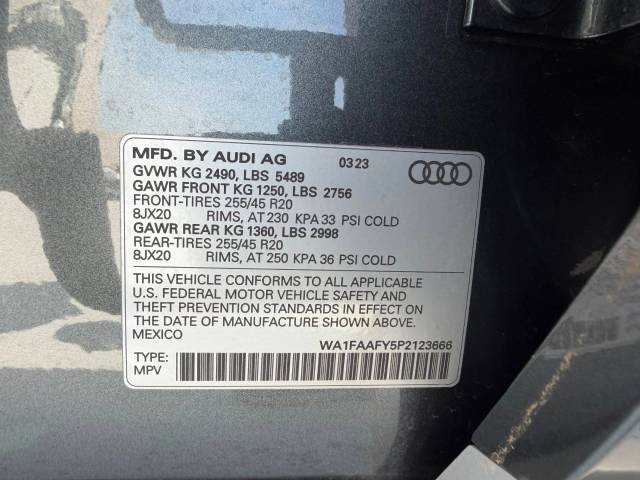 MFD. BY AUDI AG 03 23
GVWR KG 2490, LBS 5489
GAWR FRONT KG 1250, LBS 2756
FRONT-TIRES 255/45 R20
8JX20 RIMS, AT 230 KPA 33 PSI COLD
GAWR REAR KG 1360, LBS 2998
REAR-TIRES 255/45 R20
8JX20 RIMS, AT 250 KPA 36 PSI COLD
THIS VEHICLE CONFORMS TO ALL APPLICABLE
U.S. FEDERAL MOTOR VEHICLE SAFETY AND
THEFT PREVENTION STANDARDS IN EFFECT ON
THE DATE OF MANUFACTURE SHOWN ABOVE.
MEXICO
WA1FAAFY5P2123666
TYPE:
MPV